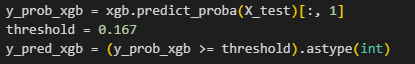 y_prob_xgb = xgb.predict_proba(X_test)[:, 1]
threshold = 0.167
y_pred_xgb = (y_prob_xgb >= threshold).astype(int)